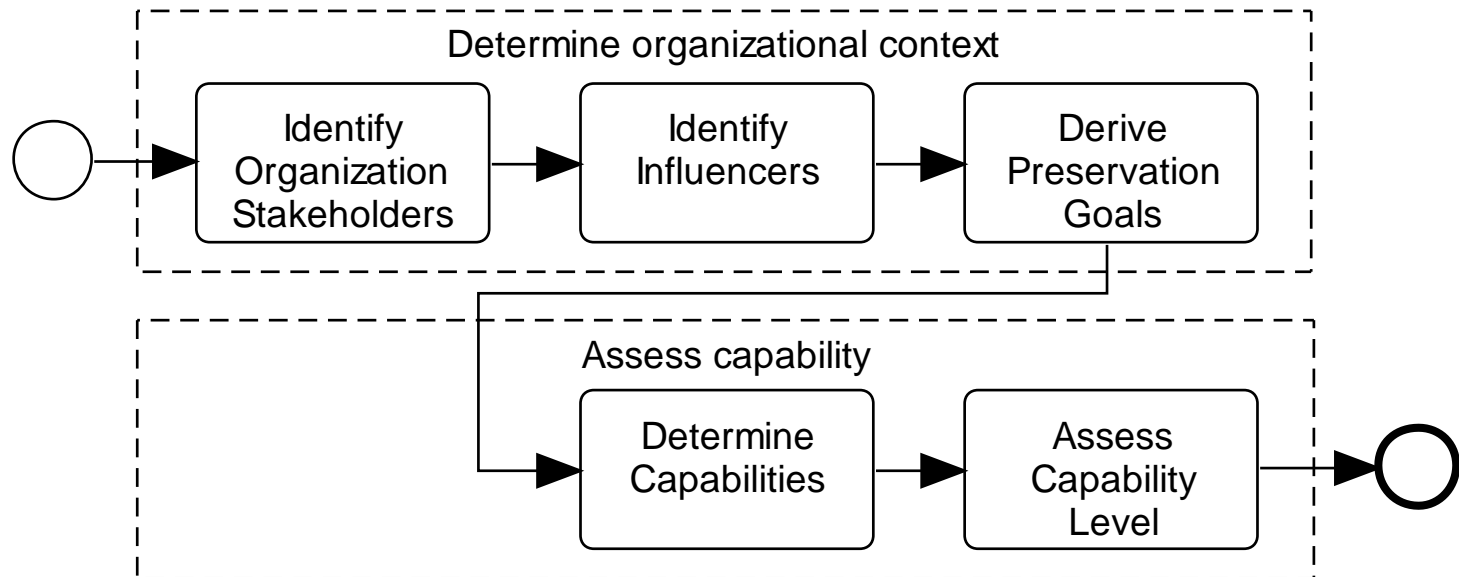 Determine organizational context
Identify
Organization
Stakeholders
Identify
Influencers
Derive
Preservation
Goals
Assess capability
Determine
Capabilities
Assess
Capability
Level